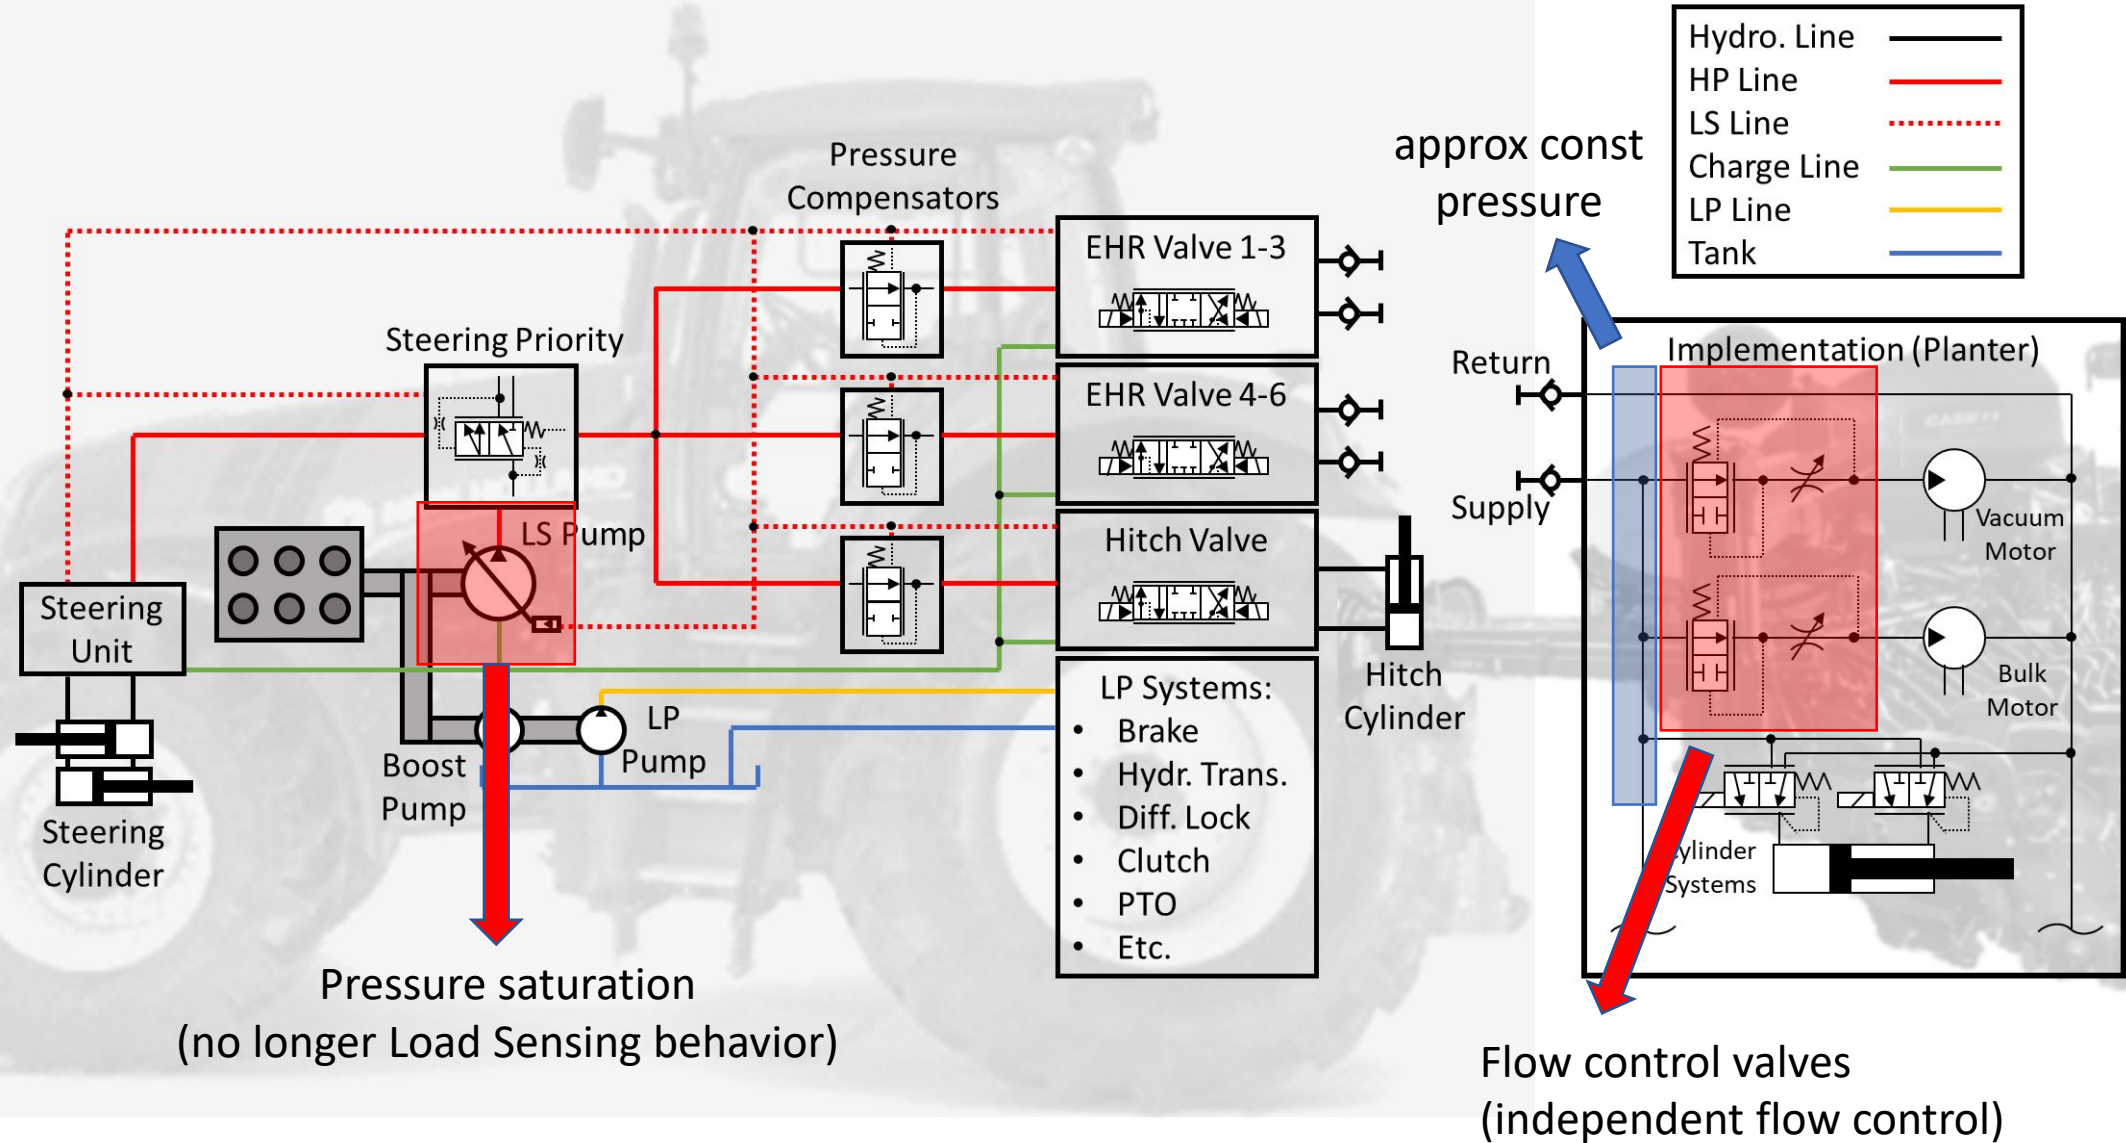 Hydro. Line
HP Line
LS Line
Charge Line
LP Line
Tank
approx const
pressure
Pressure
Compensators
EHR Valve 1-3
Steering Priority
EHR Valve 4-6
LS Pump
Hitch Valve
Steering
Unit
LP Systems:
• Brake
• Hydr. Trans.
• Diff. Lock
• Clutch
• PTO
• Etc.
Hitch
Cylinder
LP
Pump
Boost
Pump
Steering
Cylinder
Return
Supply
Implementation (Planter)
CASE IH
Vacuum
Motor
Bulk
Motor
ylinder
Systems
Pressure saturation
(no longer Load Sensing behavior)
Flow control valves
(independent flow control)